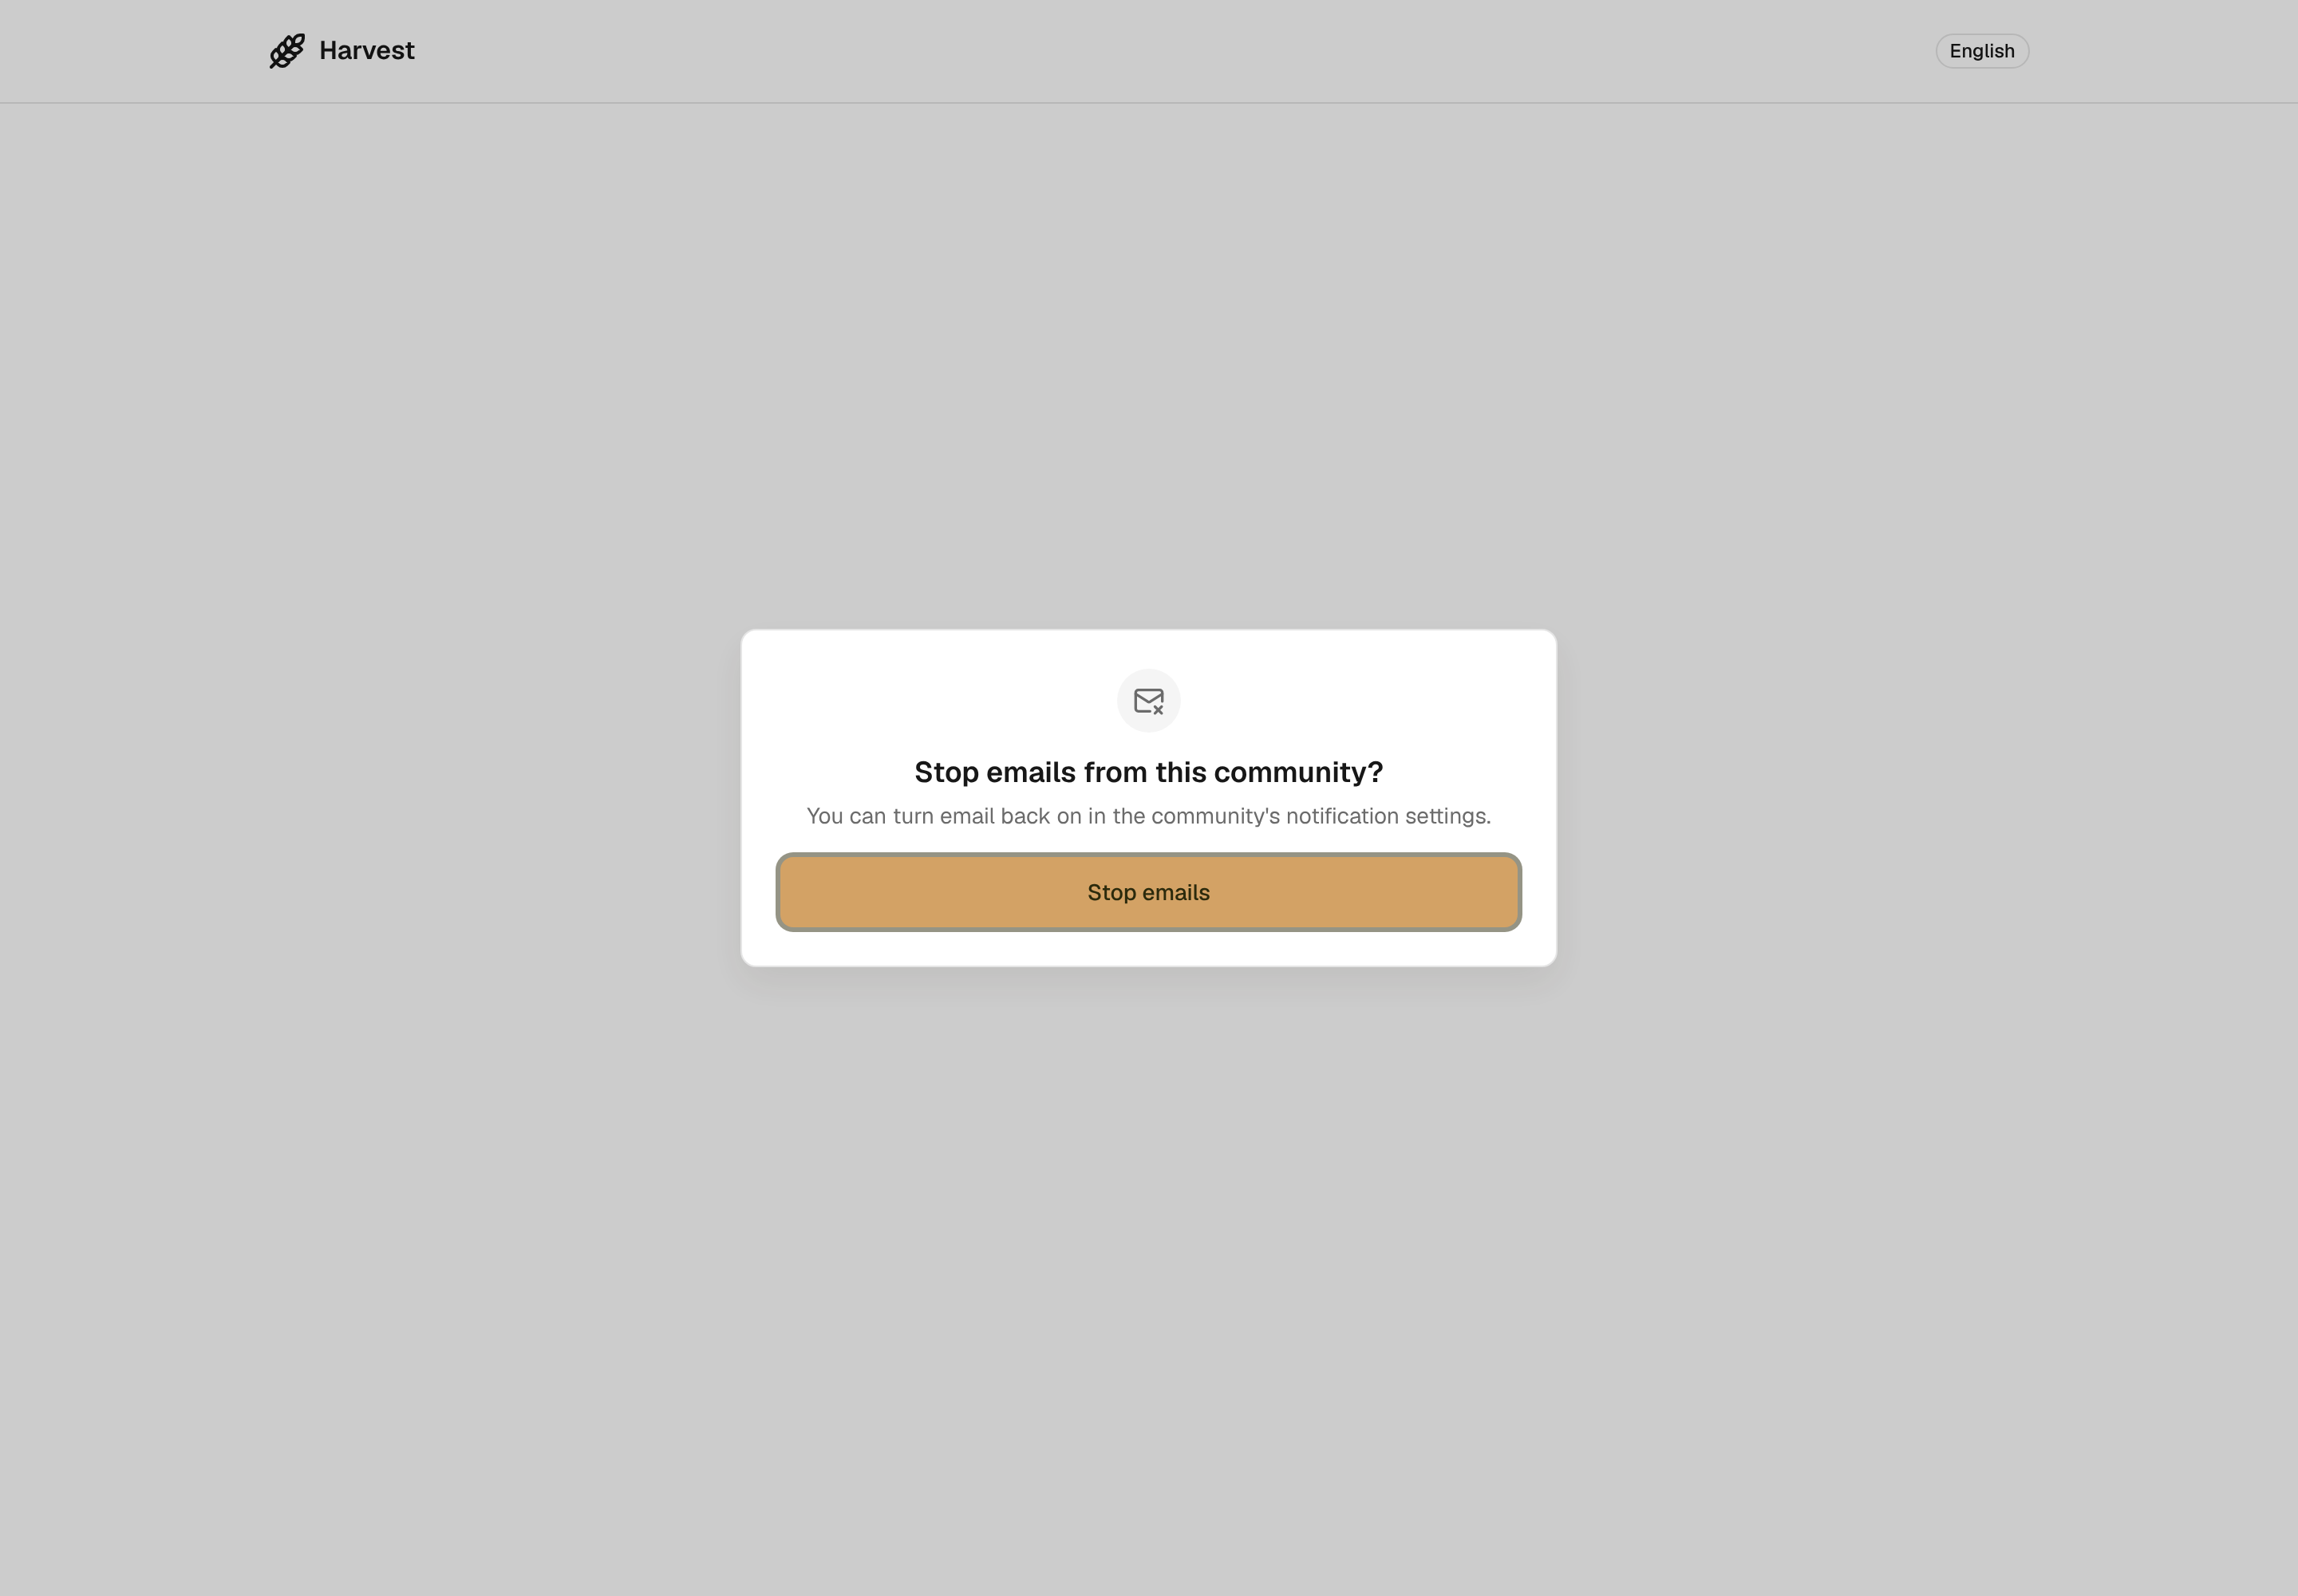 Harvest
English
Stop emails from this community?
You can turn email back on in the community's notification settings.
Stop emails